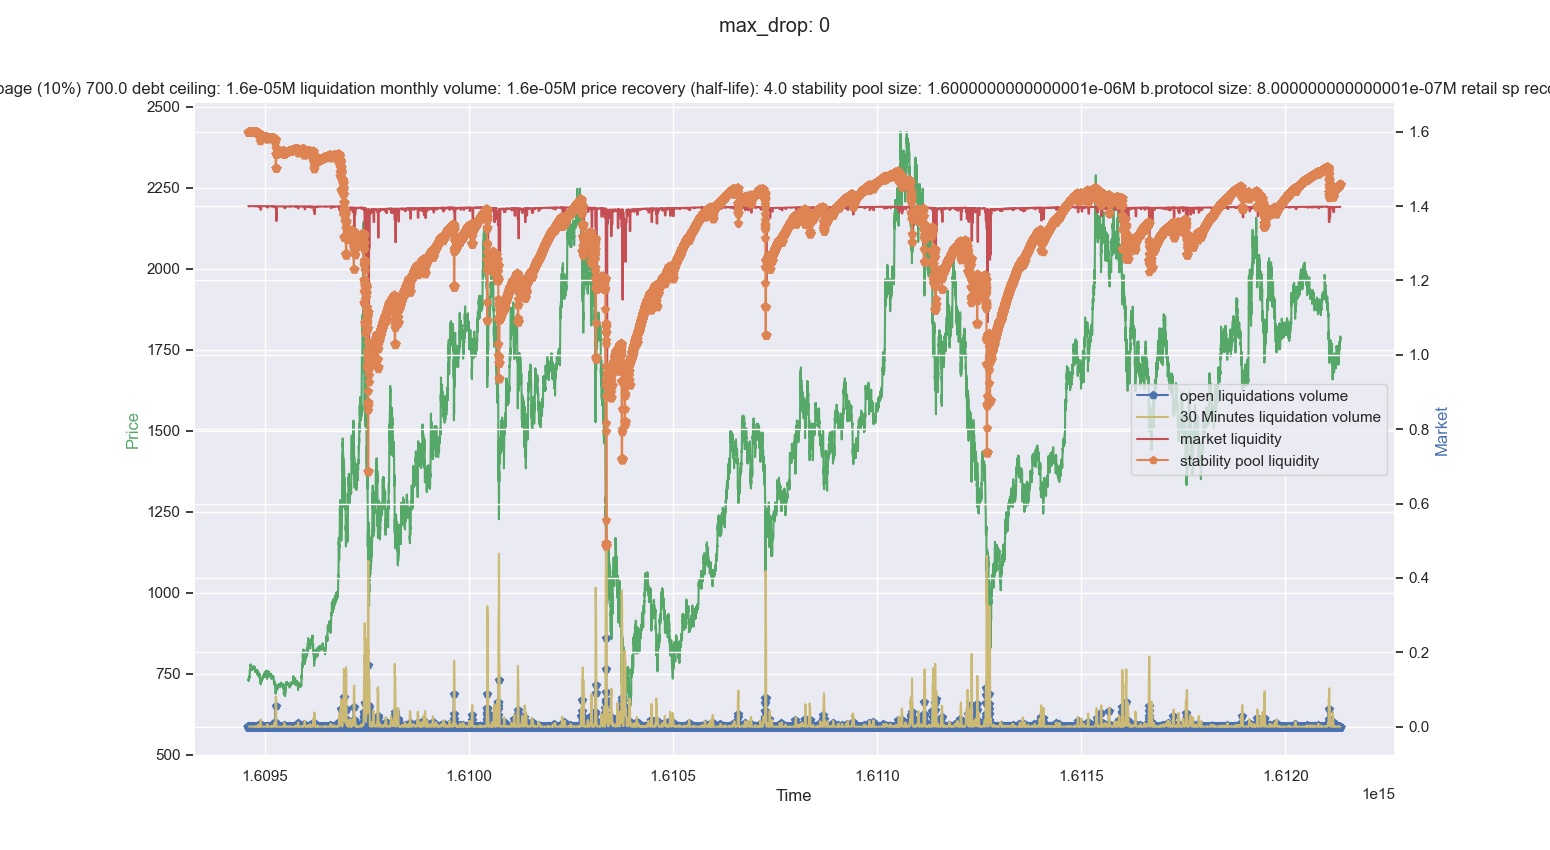 max_drop: 0
page (10%) 700.0 debt ceiling: 1.6e-05M liquidation monthly volume: 1.6e-05M price recovery (half-life): 4.0 stability pool size: 1.6000000000000001e-06M b.protocol size: 8.000000000000001e-07M retail sp
2500
2250
2000
1750
1500
1250
1000
750
500
Price
1.6
1.4
1.2
1.0
0.8
0.6
0.4
0.2
0.0
Market
open liquidations volume
30 Minutes liquidation volume
market liquidity
stability pool liquidity
1.6095 1.6100 1.6105 1.6110 1.6115 1.6120
Time
1e15